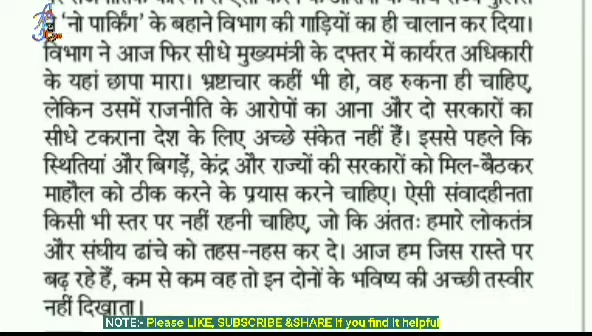 से 'नो पार्किंग' के बहाने विभाग की गाड़ियों का ही चालान कर दिया।
विभाग ने आज फिर सीधे मुख्यमंत्री के दफ्तर में कार्यरत अधिकारी
के यहां छापा मारा। भ्रष्टाचार कहीं भी हो, वह रुकना ही चाहिए,
लेकिन उसमें राजनीति के आरोपों का आना और दो सरकारों का
सीधे टकराना देश के लिए अच्छे संकेत नहीं हैं। इससे पहले कि
स्थितियां और बिगड़ें, केंद्र और राज्यों की सरकारों को मिल-बैठकर
माहौल को ठीक करने के प्रयास करने चाहिए। ऐसी संवादहीनता
किसी भी स्तर पर नहीं रहनी चाहिए, जो कि अंततः हमारे लोकतंत्र
और संघीय ढांचे को तहस-नहस कर दे। आज हम जिस रास्ते पर
बढ़ रहे हैं, कम से कम वह तो इन दोनों के भविष्य की अच्छी तस्वीर
नहीं दिखाता।
NOTE:- Please LIKE, SUBSCRIBE &SHARE if you find it helpful